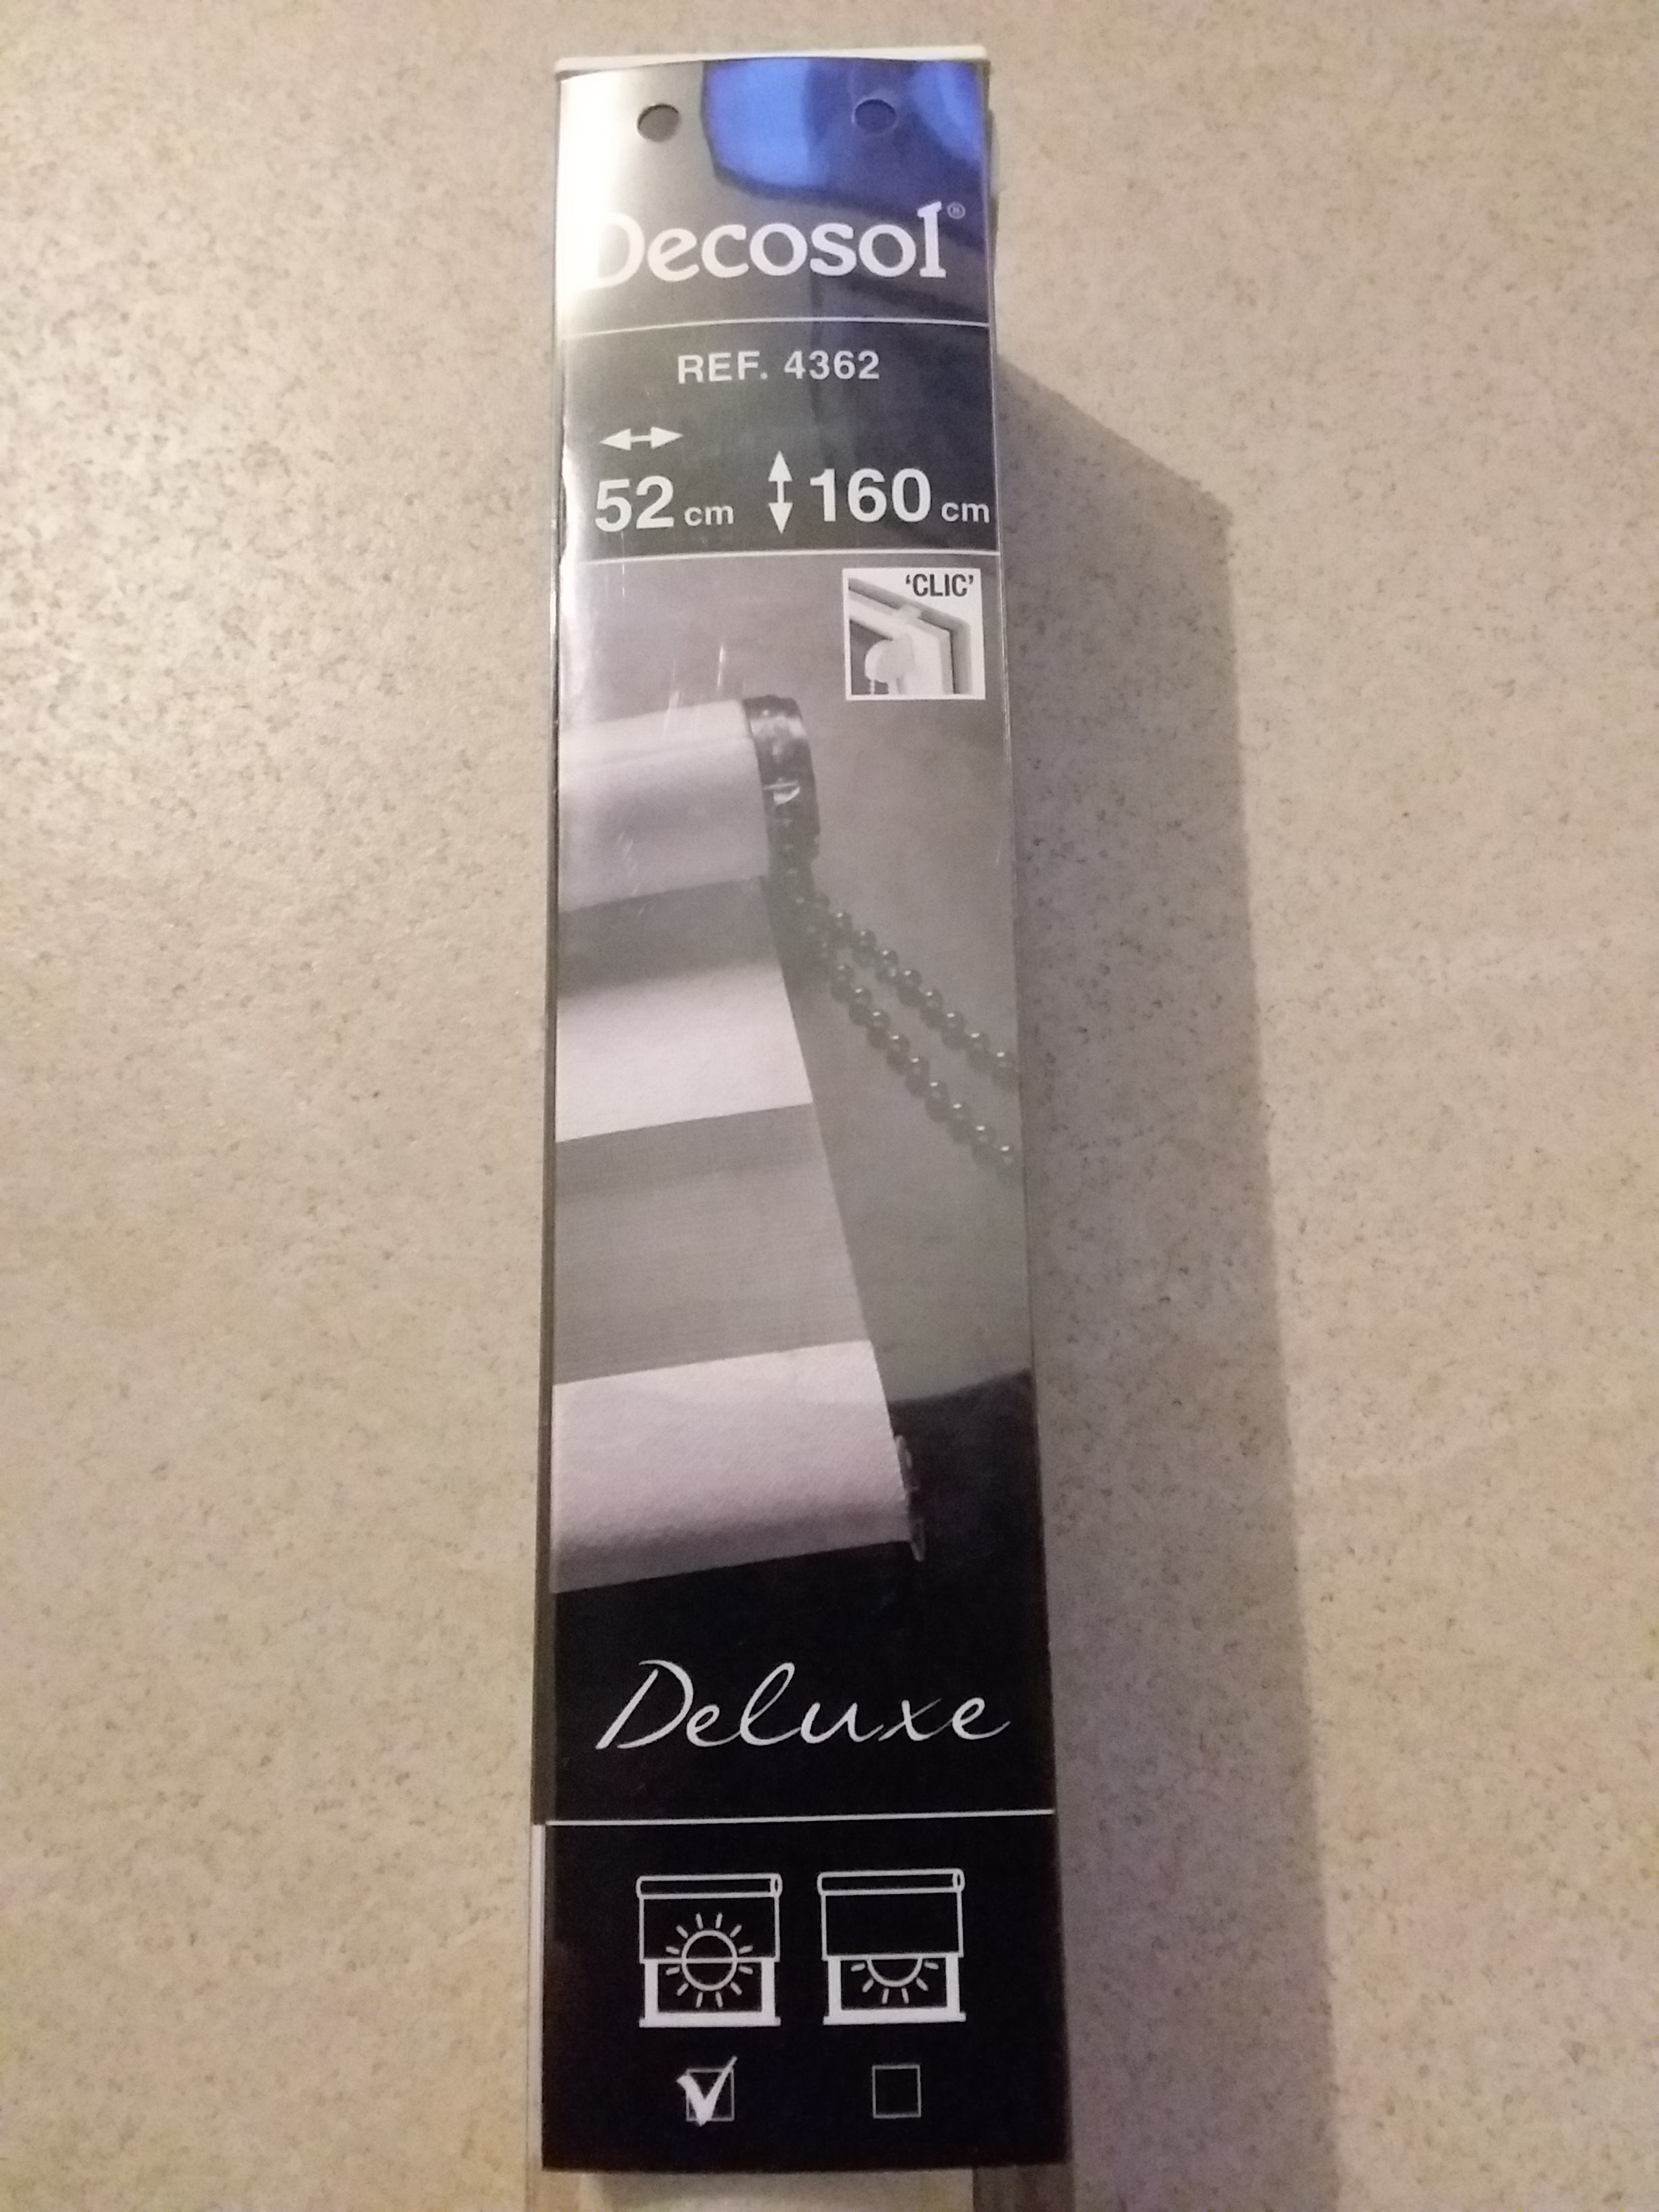 Decosol®
REF. 4362
52 cm 160 cm
'CLIC'
Deluxe